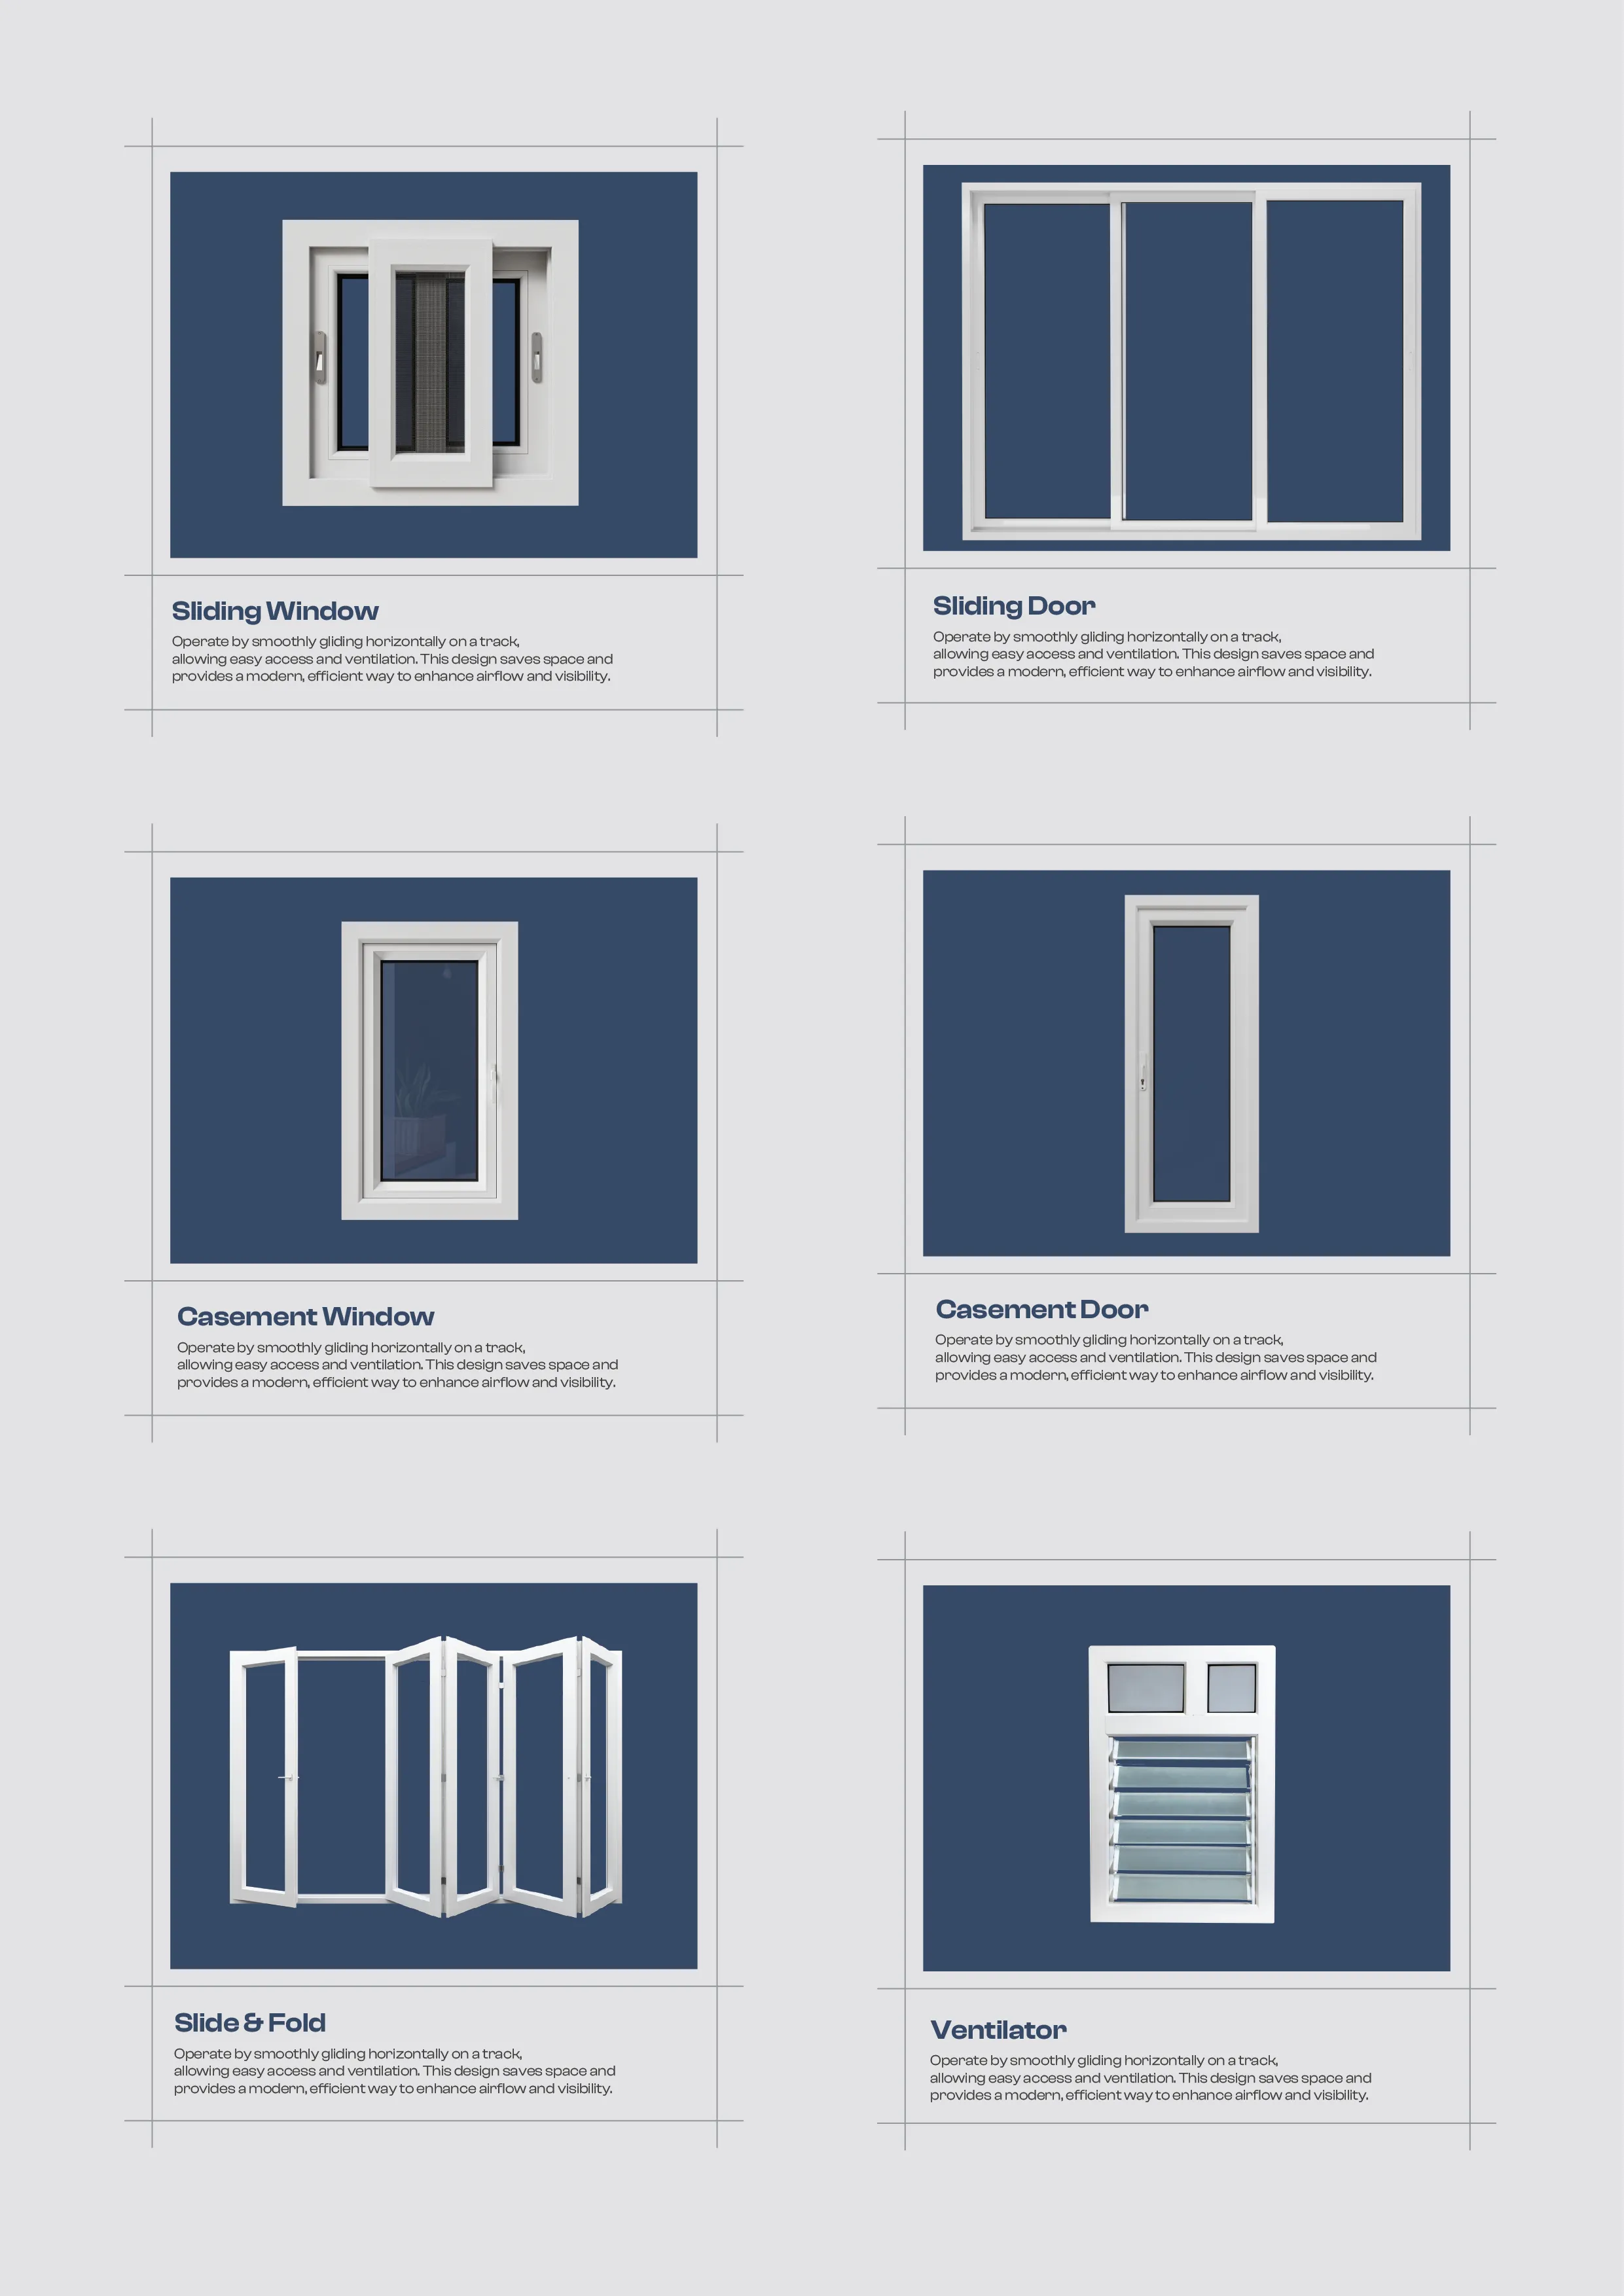 Sliding Window
Operate by smoothly gliding horizontally on a track,
allowing easy access and ventilation. This design saves space and
provides a modern, efficient way to enhance airflow and visibility.
Sliding Door
Operate by smoothly gliding horizontally on a track,
allowing easy access and ventilation. This design saves space and
provides a modern, efficient way to enhance airflow and visibility.
Casement Window
Operate by smoothly gliding horizontally on a track,
allowing easy access and ventilation. This design saves space and
provides a modern, efficient way to enhance airflow and visibility.
Casement Door
Operate by smoothly gliding horizontally on a track,
allowing easy access and ventilation. This design saves space and
provides a modern, efficient way to enhance airflow and visibility.
Slide & Fold
Operate by smoothly gliding horizontally on a track,
allowing easy access and ventilation. This design saves space and
provides a modern, efficient way to enhance airflow and visibility.
Ventilator
Operate by smoothly gliding horizontally on a track,
allowing easy access and ventilation. This design saves space and
provides a modern, efficient way to enhance airflow and visibility.